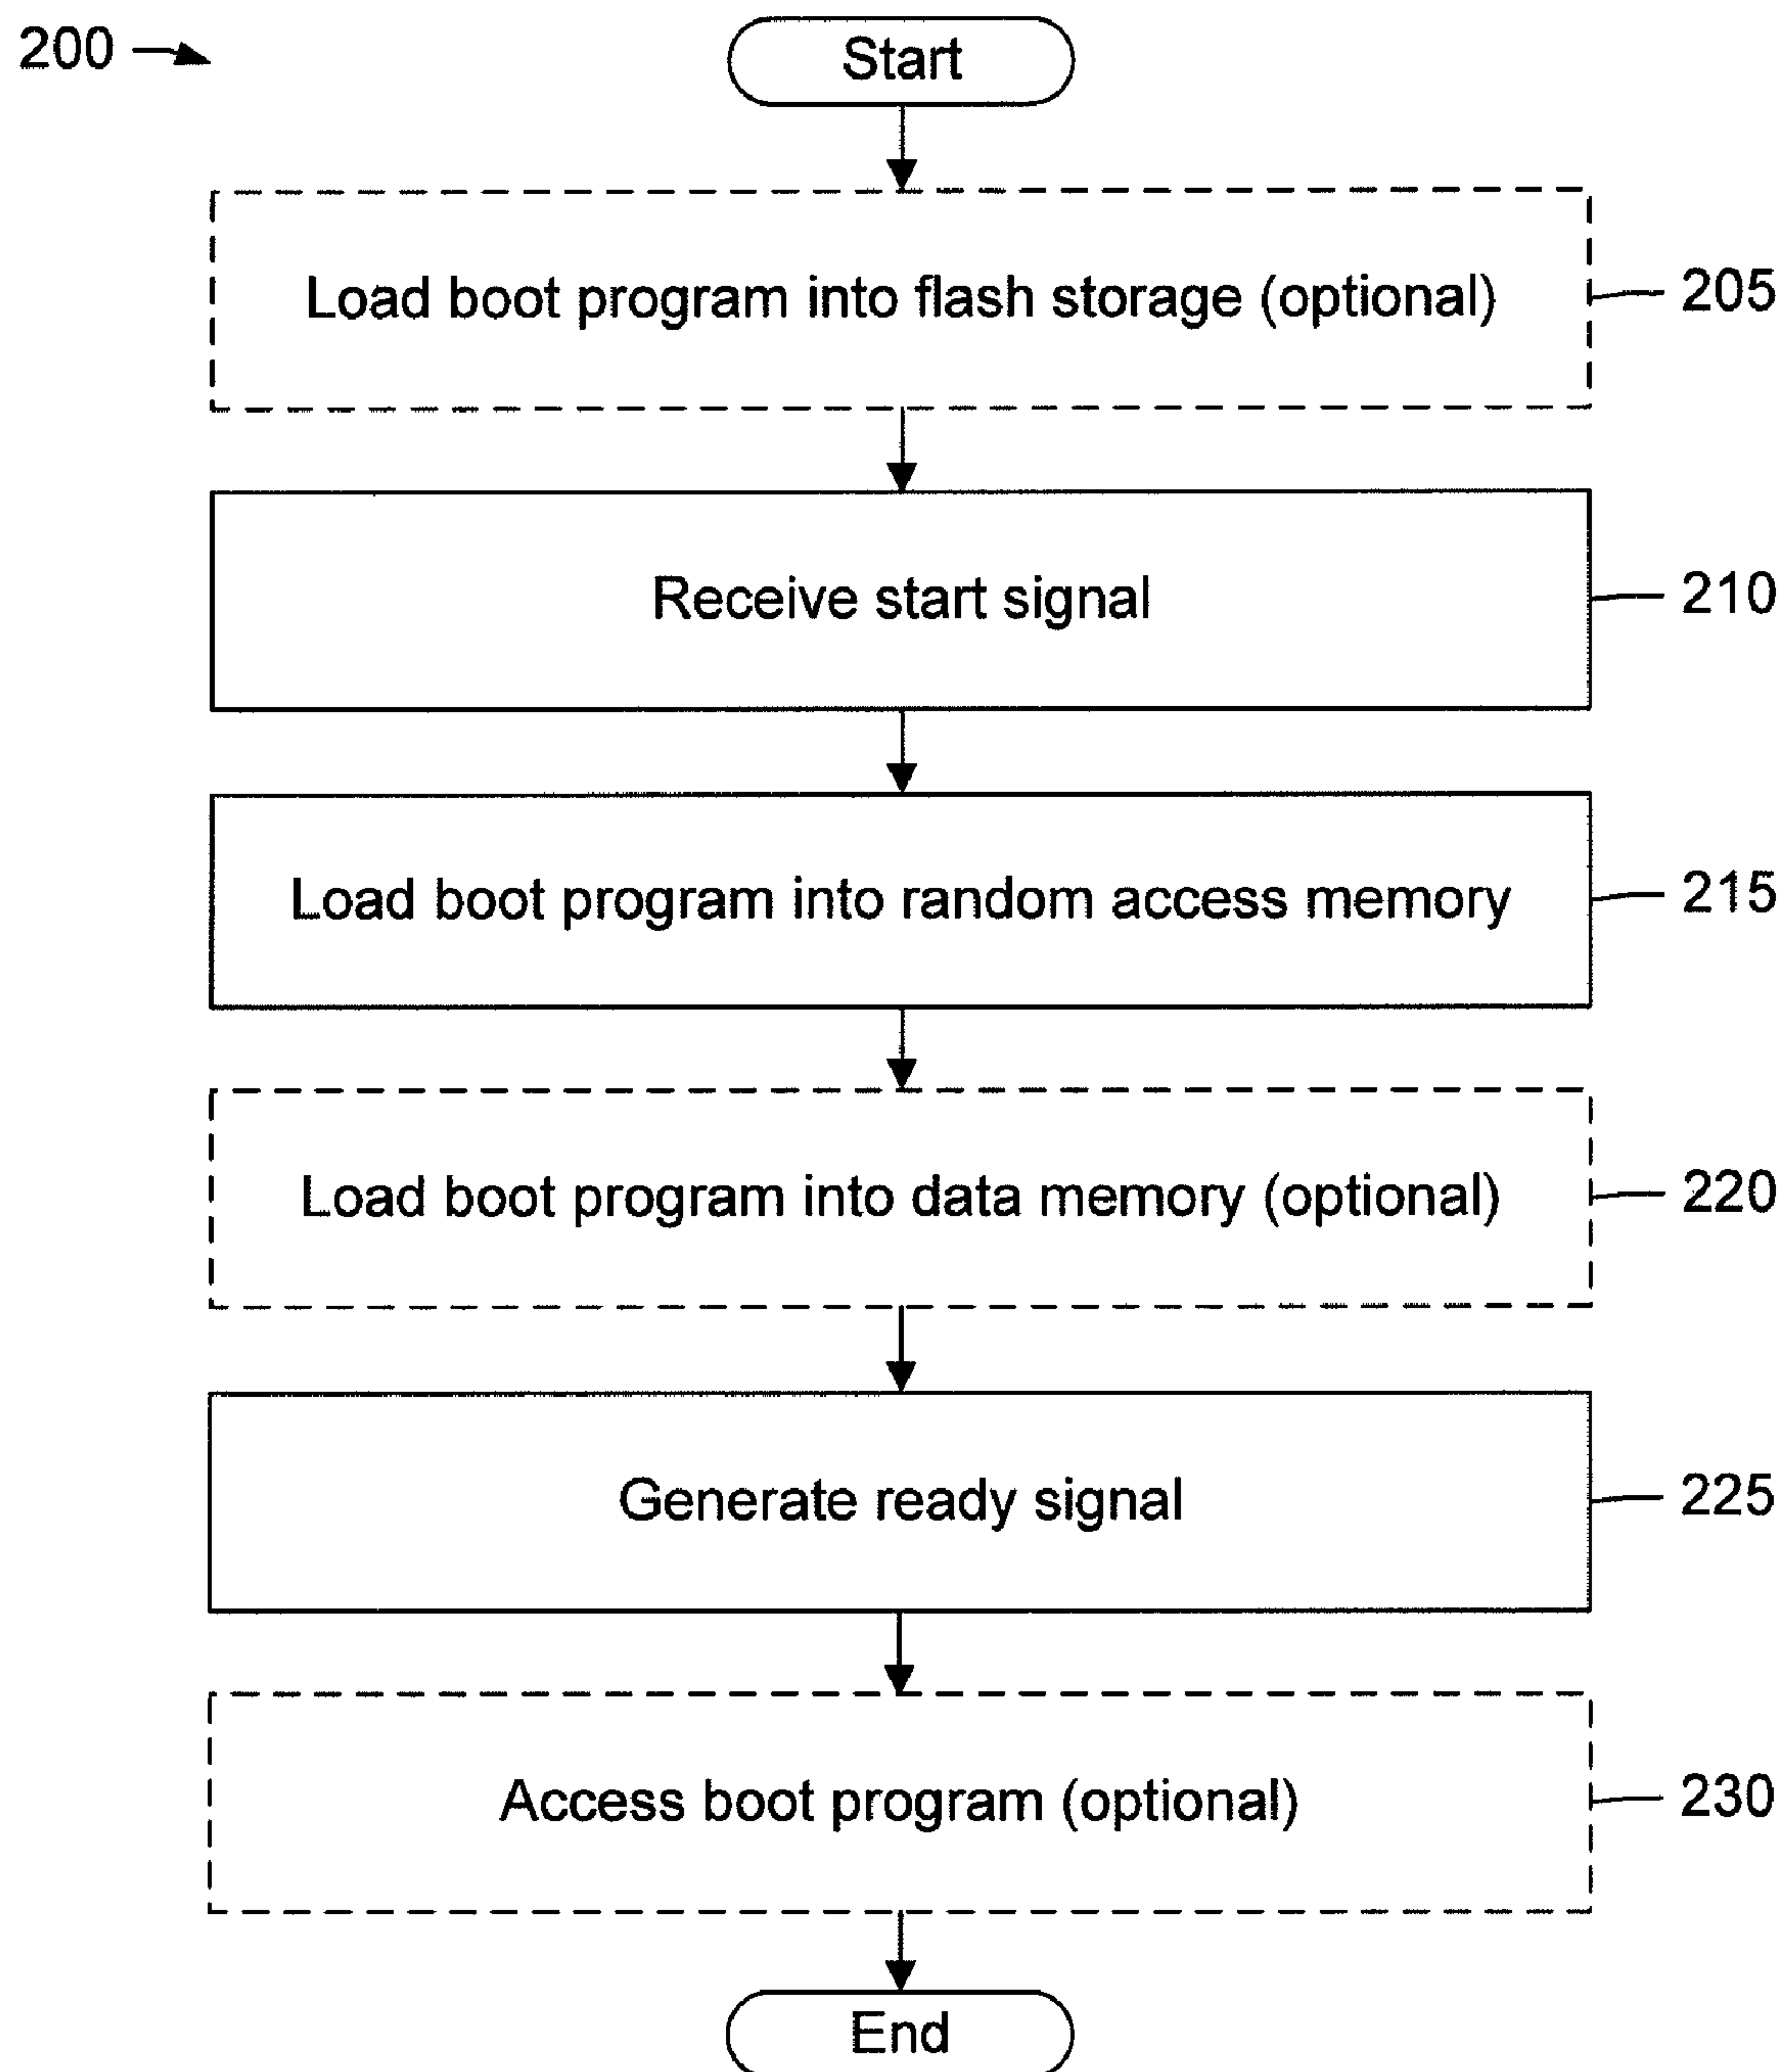 200
Start
Load boot program into flash storage (optional)
205
Receive start signal
210
Load boot program into random access memory
215
Load boot program into data memory (optional)
220
Generate ready signal
225
Access boot program (optional)
230
End